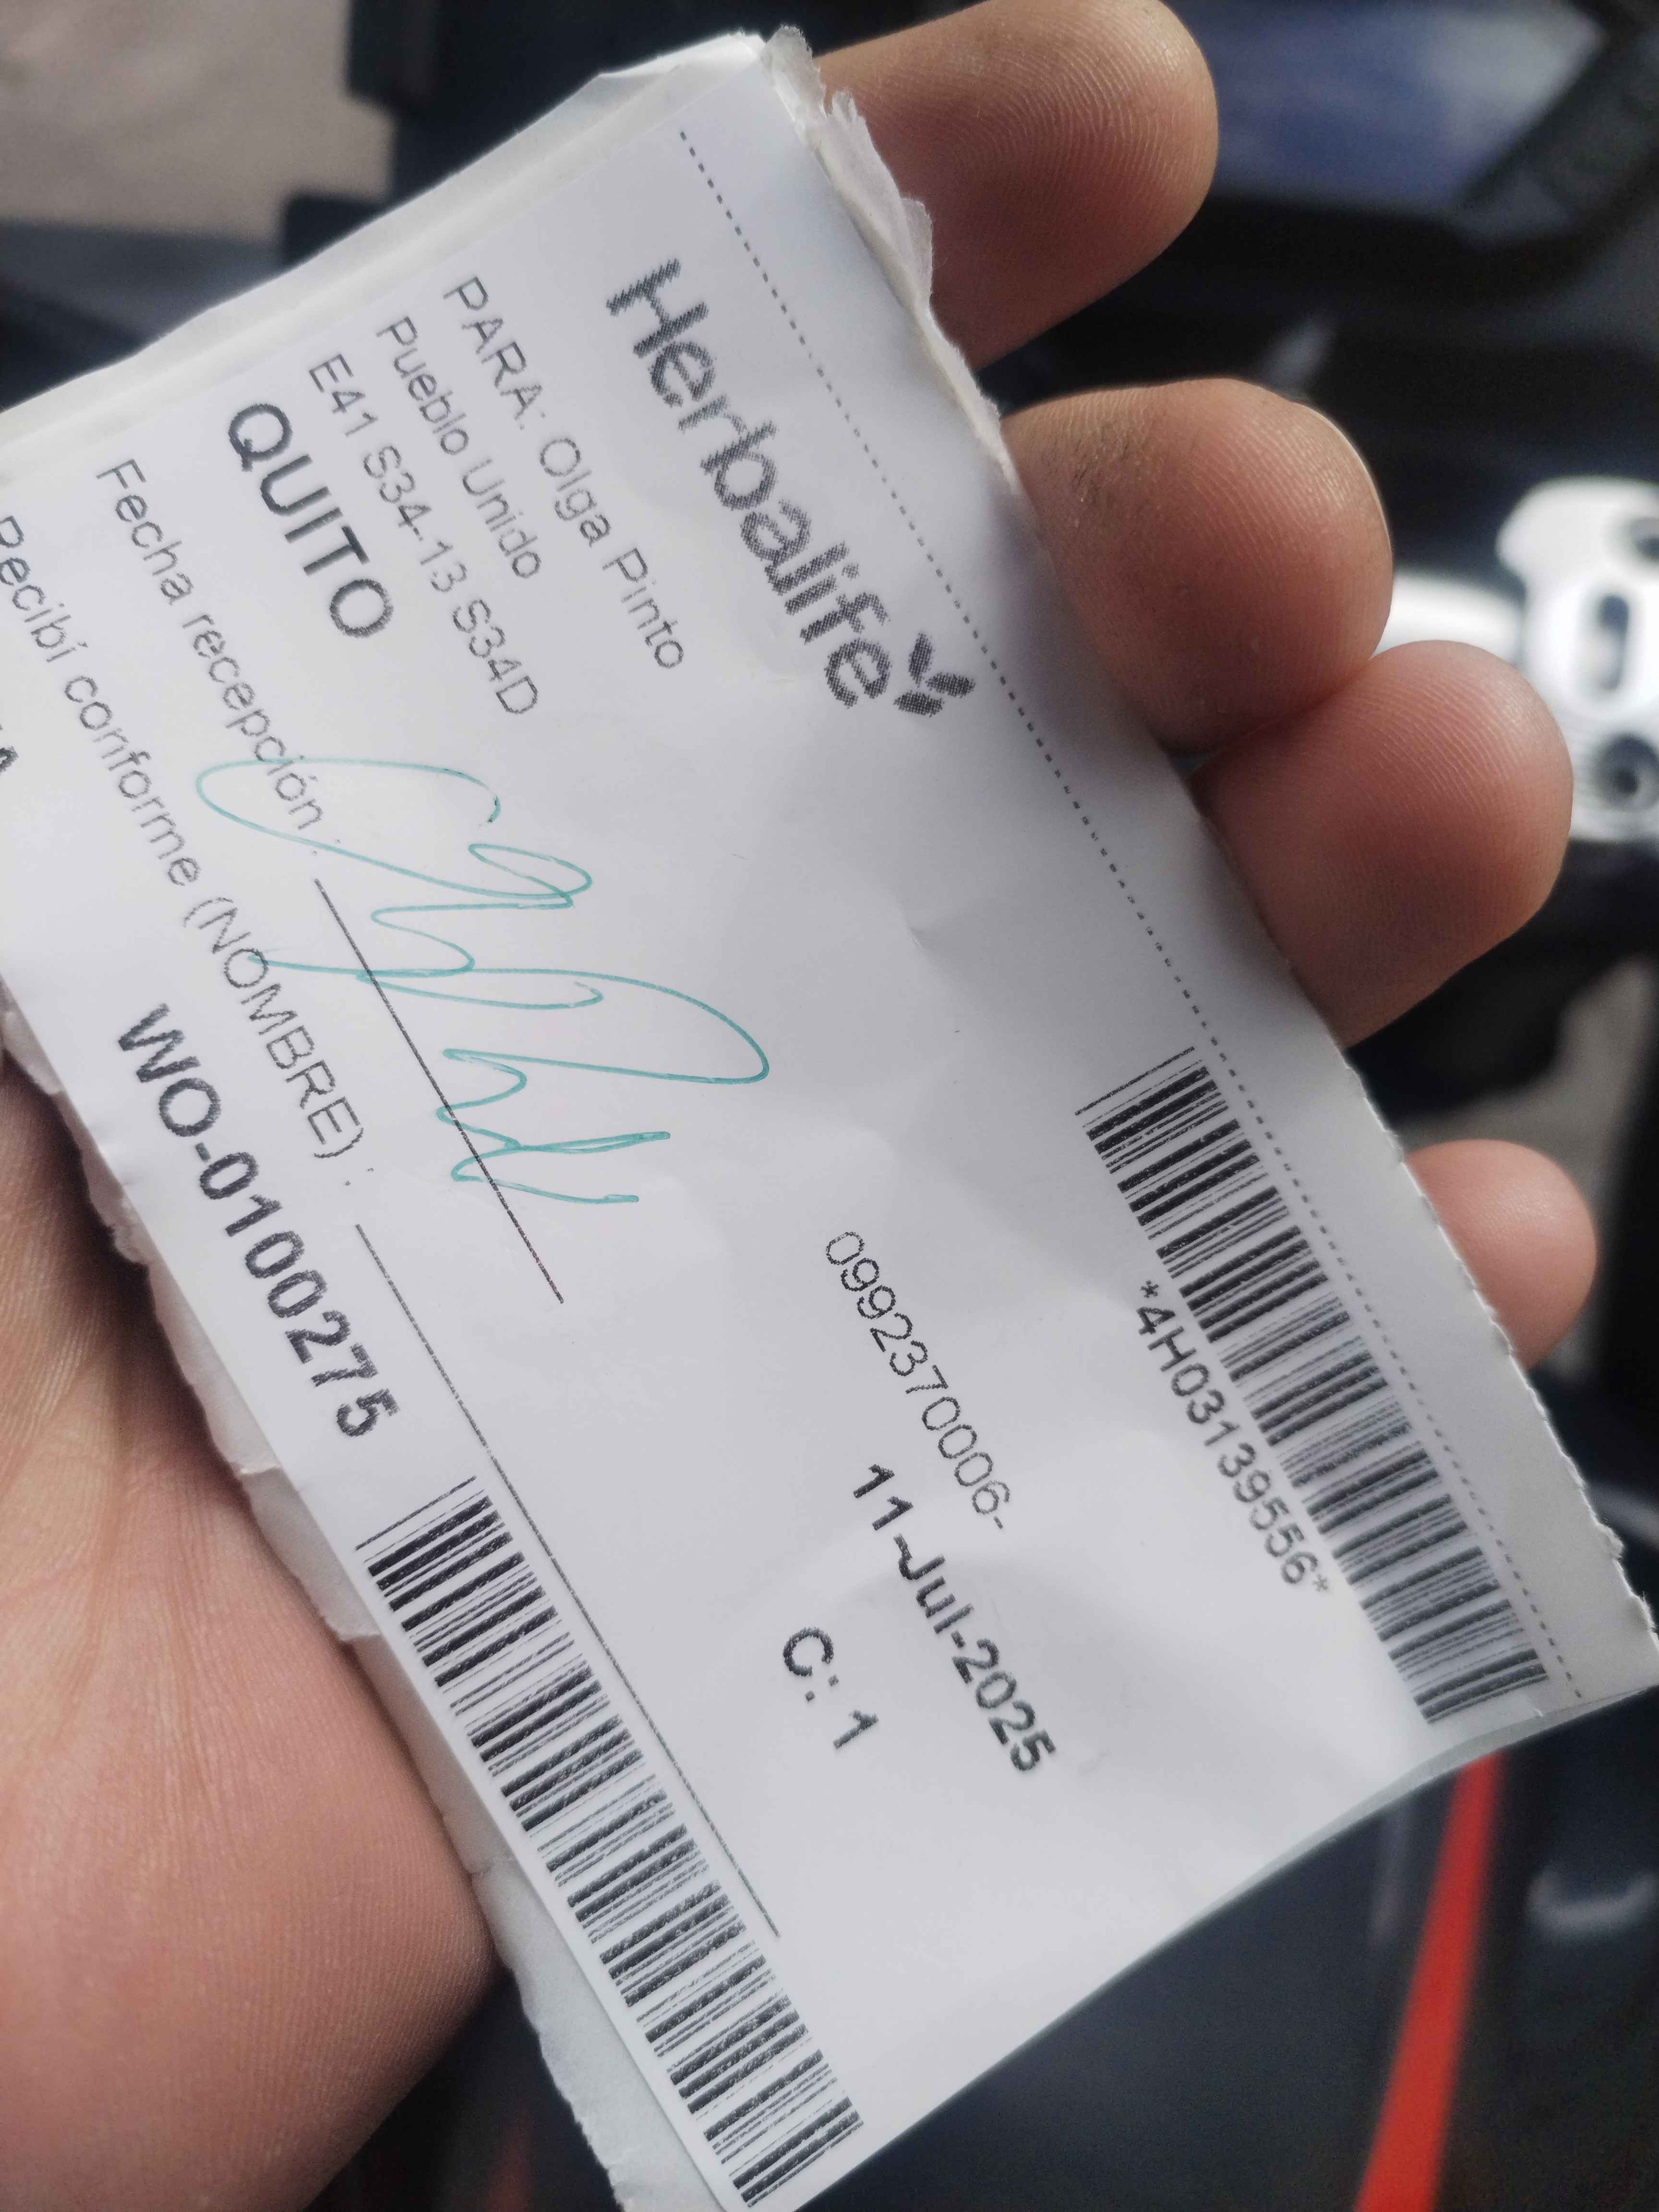 Herbalife
*4H03139556*
PARA: Olga Pinto
Pueblo Unido
0992370006-
E41 S34-13 S34D
11-Jul-2025
QUITO
C: 1
Fecha recepción :
Recibí conforme (NOMBRE) :
WO-0100275